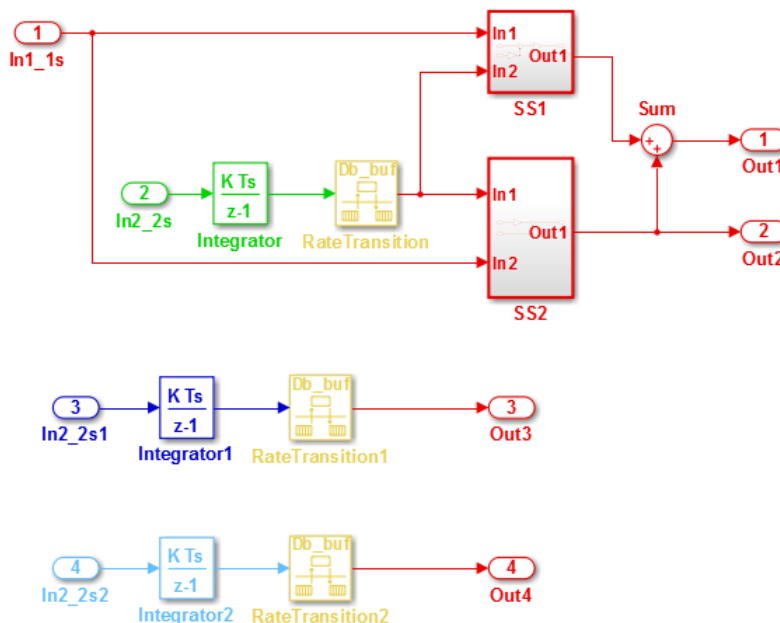 1
In1_1s
In1
In2
Out1
SS1
Sum
+
+
1
Out1
2
In2_2s
K Ts
z-1
Integrator
Db_buf
RateTransition
In1
In2
Out1
SS2
2
Out2
3
In2_2s1
K Ts
z-1
Integrator1
Db_buf
RateTransition1
3
Out3
4
In2_2s2
K Ts
z-1
Integrator2
Db_buf
RateTransition2
4
Out4